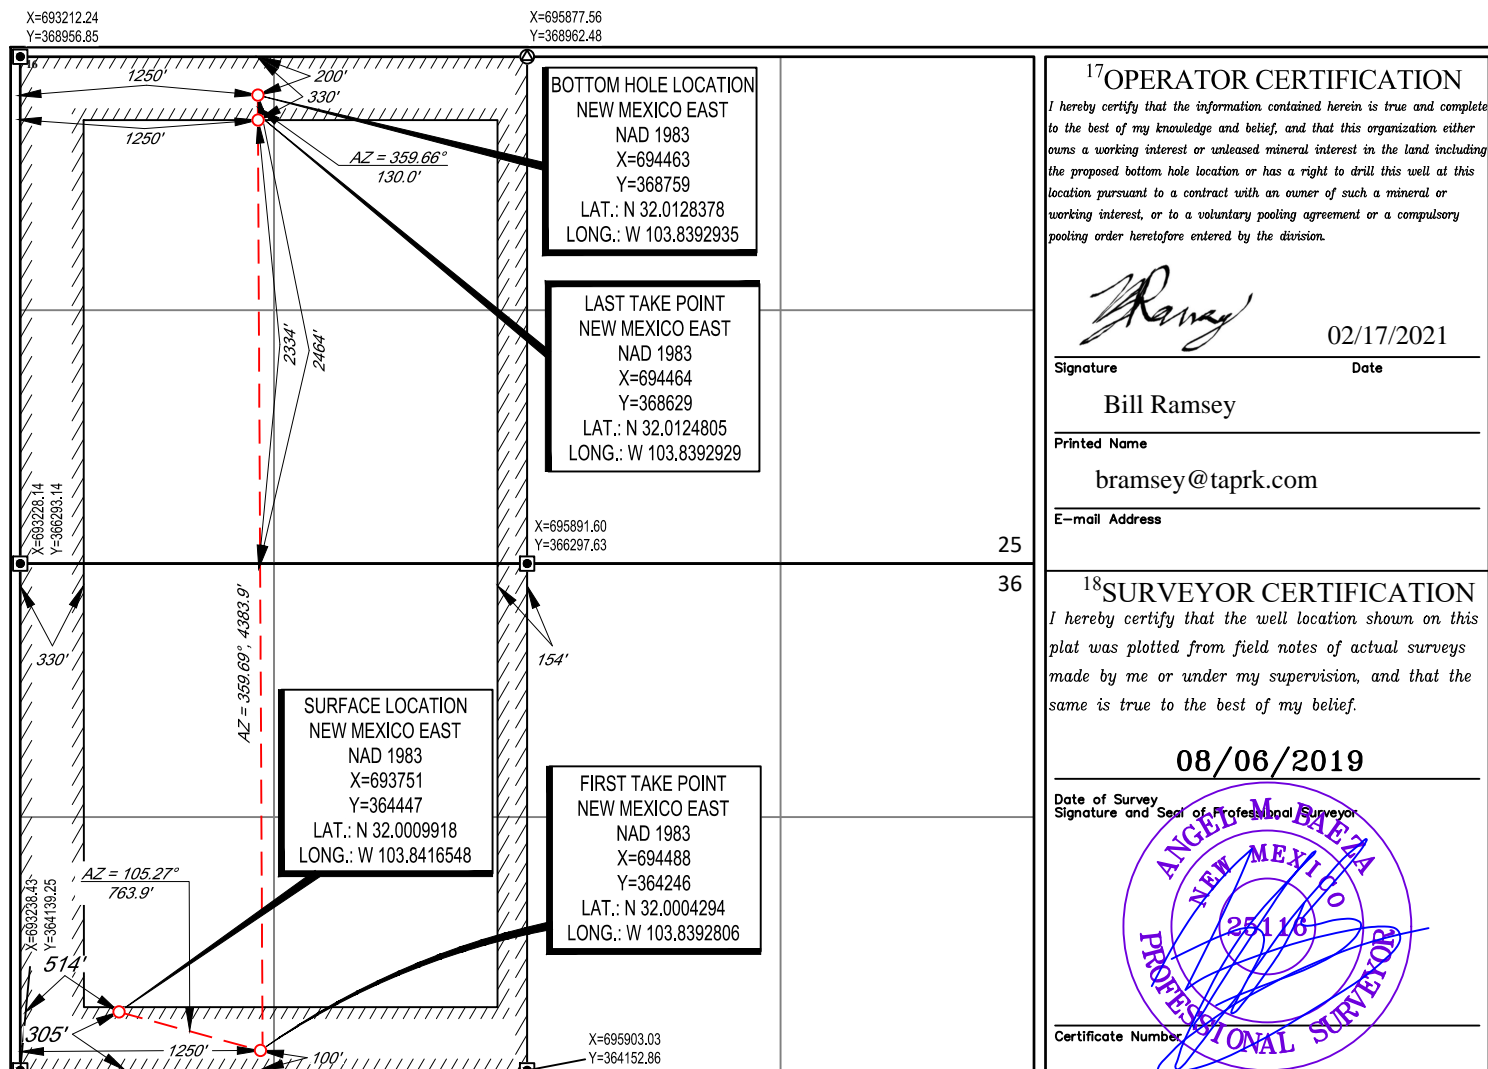 X=693212.24
Y=368956.85
X=695877.56
Y=368962.48
16
1250'
200'
330'
1250'
AZ = 359.66°
130.0'
BOTTOM HOLE LOCATION
NEW MEXICO EAST
NAD 1983
X=694463
Y=368759
LAT.: N 32.0128378
LONG.: W 103.8392935
LAST TAKE POINT
NEW MEXICO EAST
NAD 1983
X=694464
Y=368629
LAT.: N 32.0124805
LONG.: W 103.8392929
2334'
2464'
X=693228.14
Y=366293.14
X=695891.60
Y=366297.63
25
36
330'
AZ = 359.69°, 4383.9'
154'
SURFACE LOCATION
NEW MEXICO EAST
NAD 1983
X=693751
Y=364447
LAT.: N 32.0009918
LONG.: W 103.8416548
FIRST TAKE POINT
NEW MEXICO EAST
NAD 1983
X=694488
Y=364246
LAT.: N 32.0004294
LONG.: W 103.8392806
AZ = 105.27°
763.9'
X=693238.43
Y=364139.25
514'
305'
1250'
100'
X=695903.03
Y=364152.86
17 OPERATOR CERTIFICATION
I hereby certify that the information contained herein is true and complete
to the best of my knowledge and belief, and that this organization either
owns a working interest or unleased mineral interest in the land including
the proposed bottom hole location or has a right to drill this well at this
location pursuant to a contract with an owner of such a mineral or
working interest, or to a voluntary pooling agreement or a compulsory
pooling order heretofore entered by the division.
BRamsey
02/17/2021
Signature Date
Bill Ramsey
Printed Name
bramsey@taprk.com
E-mail Address
18 SURVEYOR CERTIFICATION
I hereby certify that the well location shown on this
plat was plotted from field notes of actual surveys
made by me or under my supervision, and that the
same is true to the best of my belief.
08/06/2019
Date of Survey
Signature and Seal of Professional Surveyor
ANGEL M. BAEZA
NEW MEXICO
25116
PROFESSIONAL SURVEYOR
Certificate Number